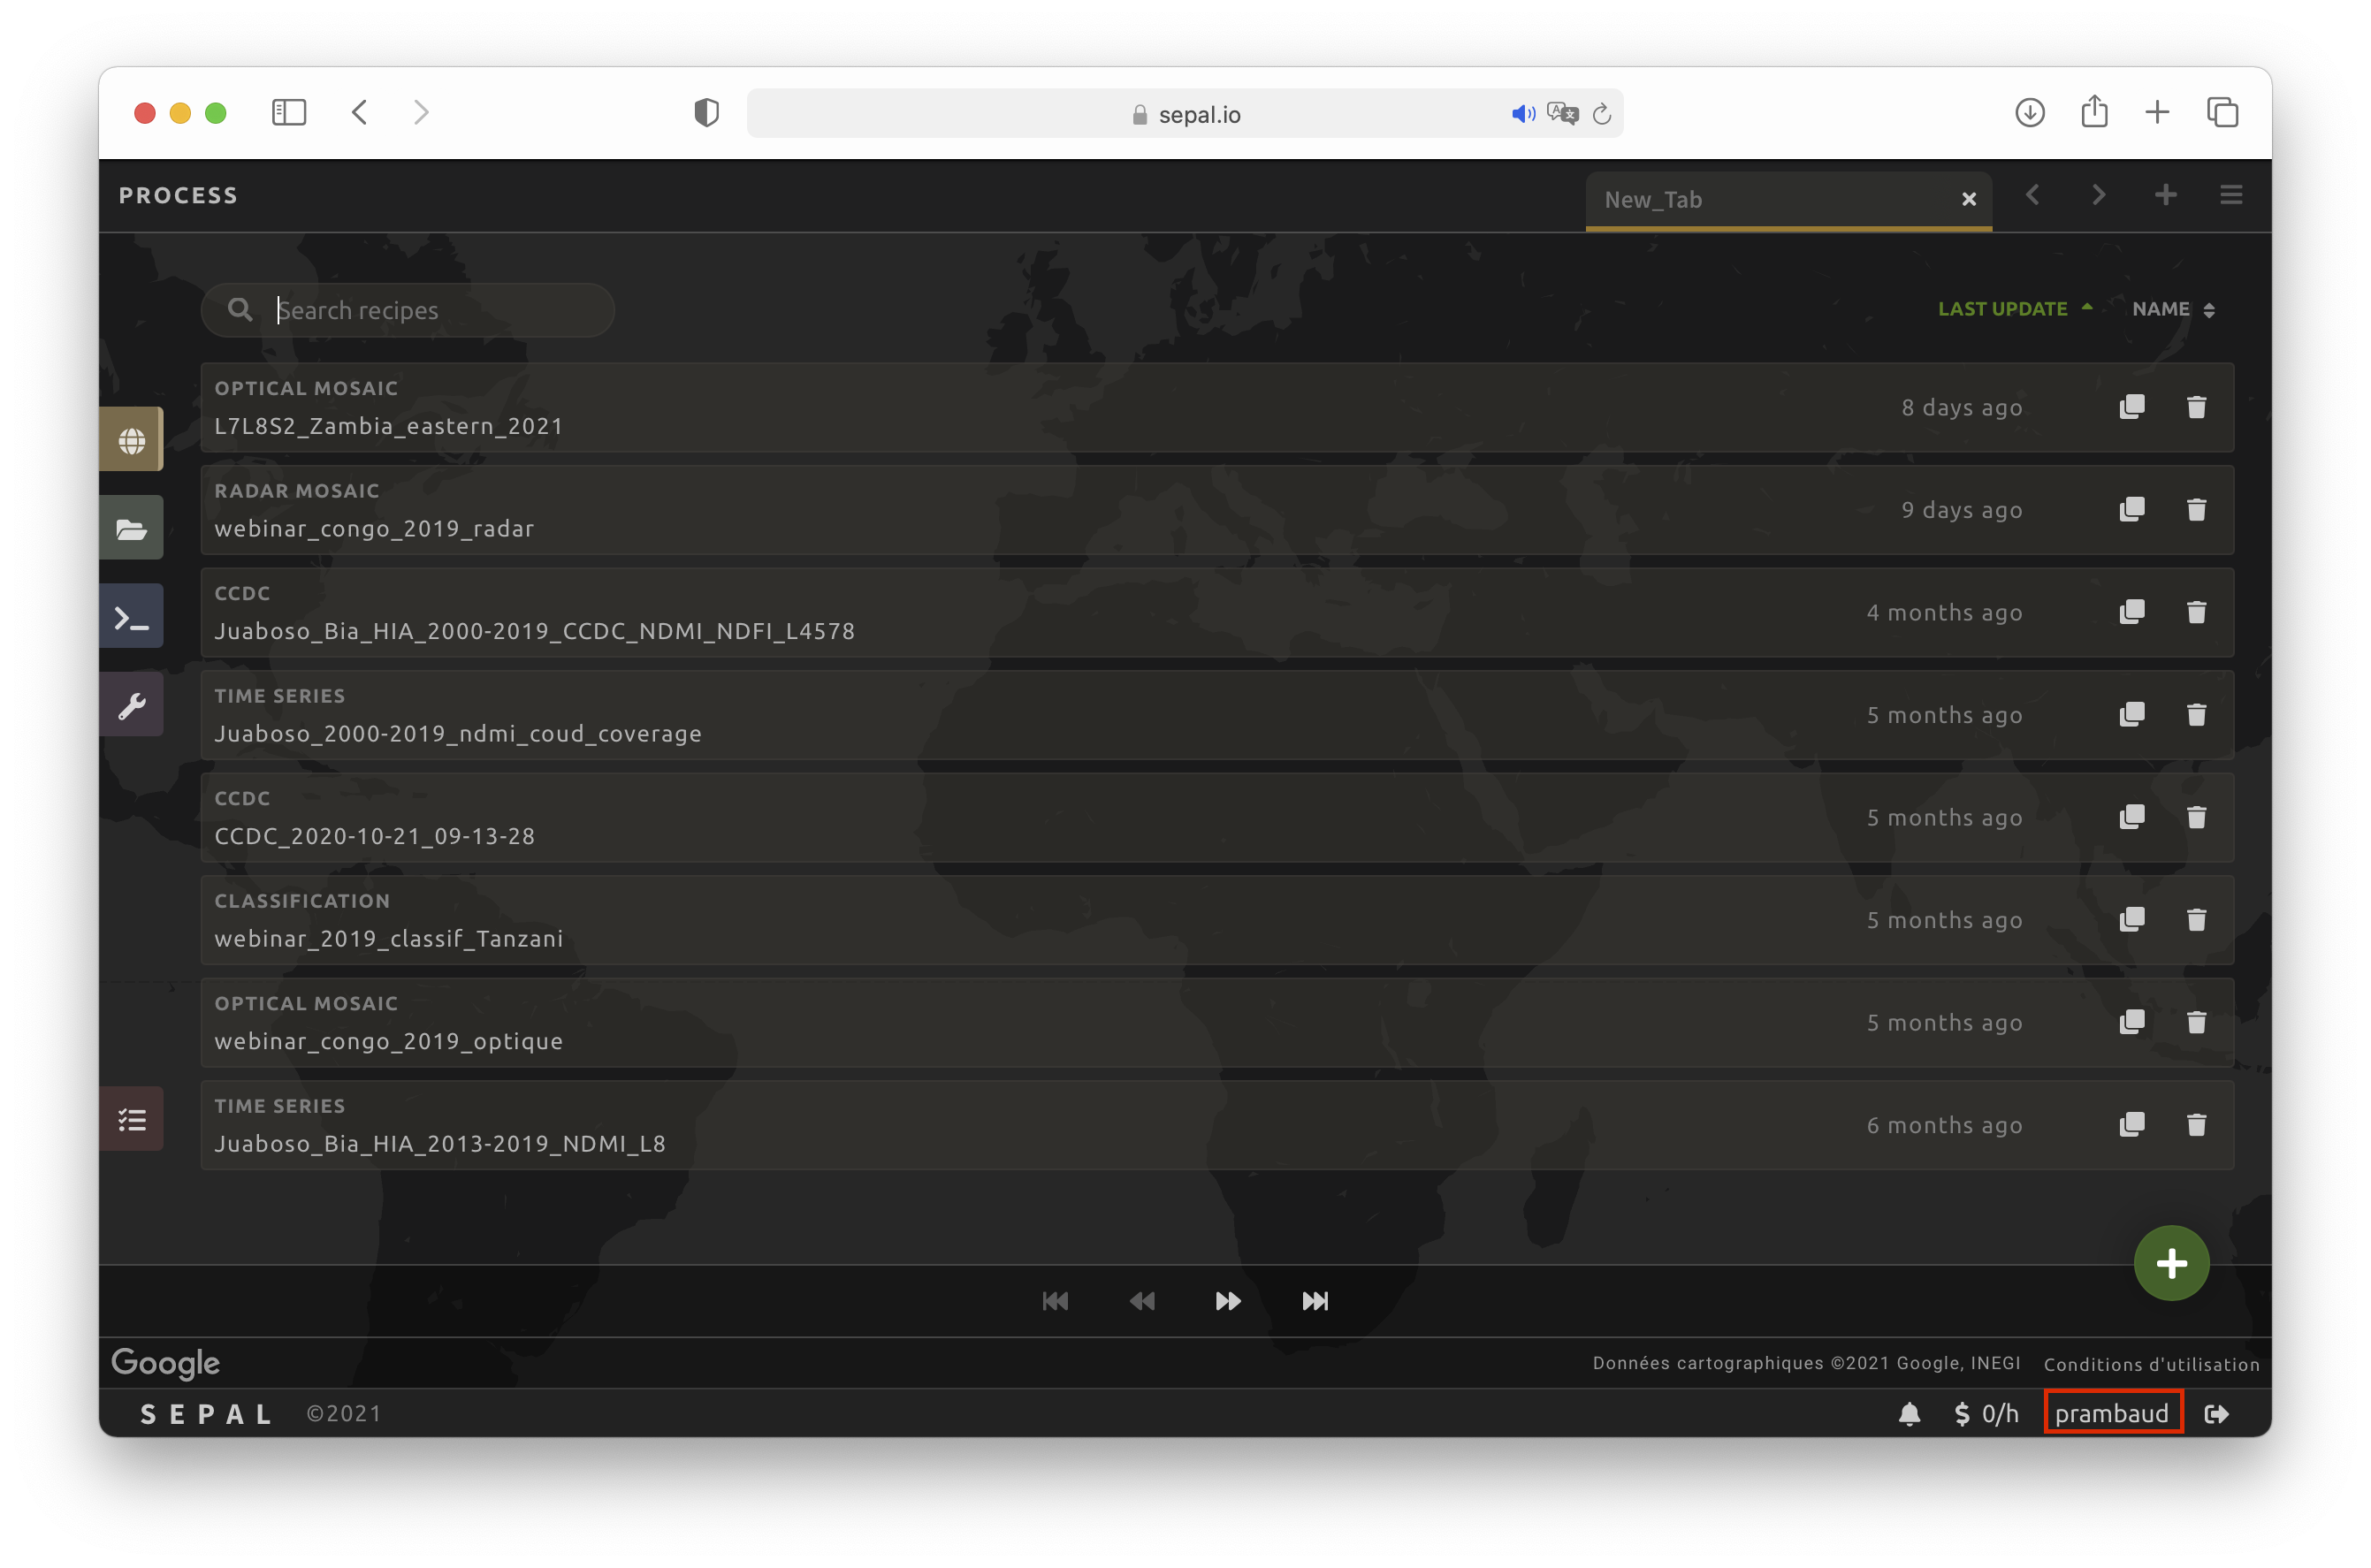 sepal.io
PROCESS
New_Tab
Search recipes
LAST UPDATE NAME
OPTICAL MOSAIC
L7L8S2_Zambia_eastern_2021
8 days ago
RADAR MOSAIC
webinar_congo_2019_radar
9 days ago
CCDC
Juaboso_Bia_HIA_2000-2019_CCDC_NDMI_NDFI_L4578
4 months ago
TIME SERIES
Juaboso_2000-2019_ndmi_coud_coverage
5 months ago
CCDC
CCDC_2020-10-21_09-13-28
5 months ago
CLASSIFICATION
webinar_2019_classif_Tanzani
5 months ago
OPTICAL MOSAIC
webinar_congo_2019_optique
5 months ago
TIME SERIES
Juaboso_Bia_HIA_2013-2019_NDMI_L8
6 months ago
Google
Données cartographiques ©2021 Google, INEGI Conditions d'utilisation
SEPAL ©2021
$ 0/h prambaud